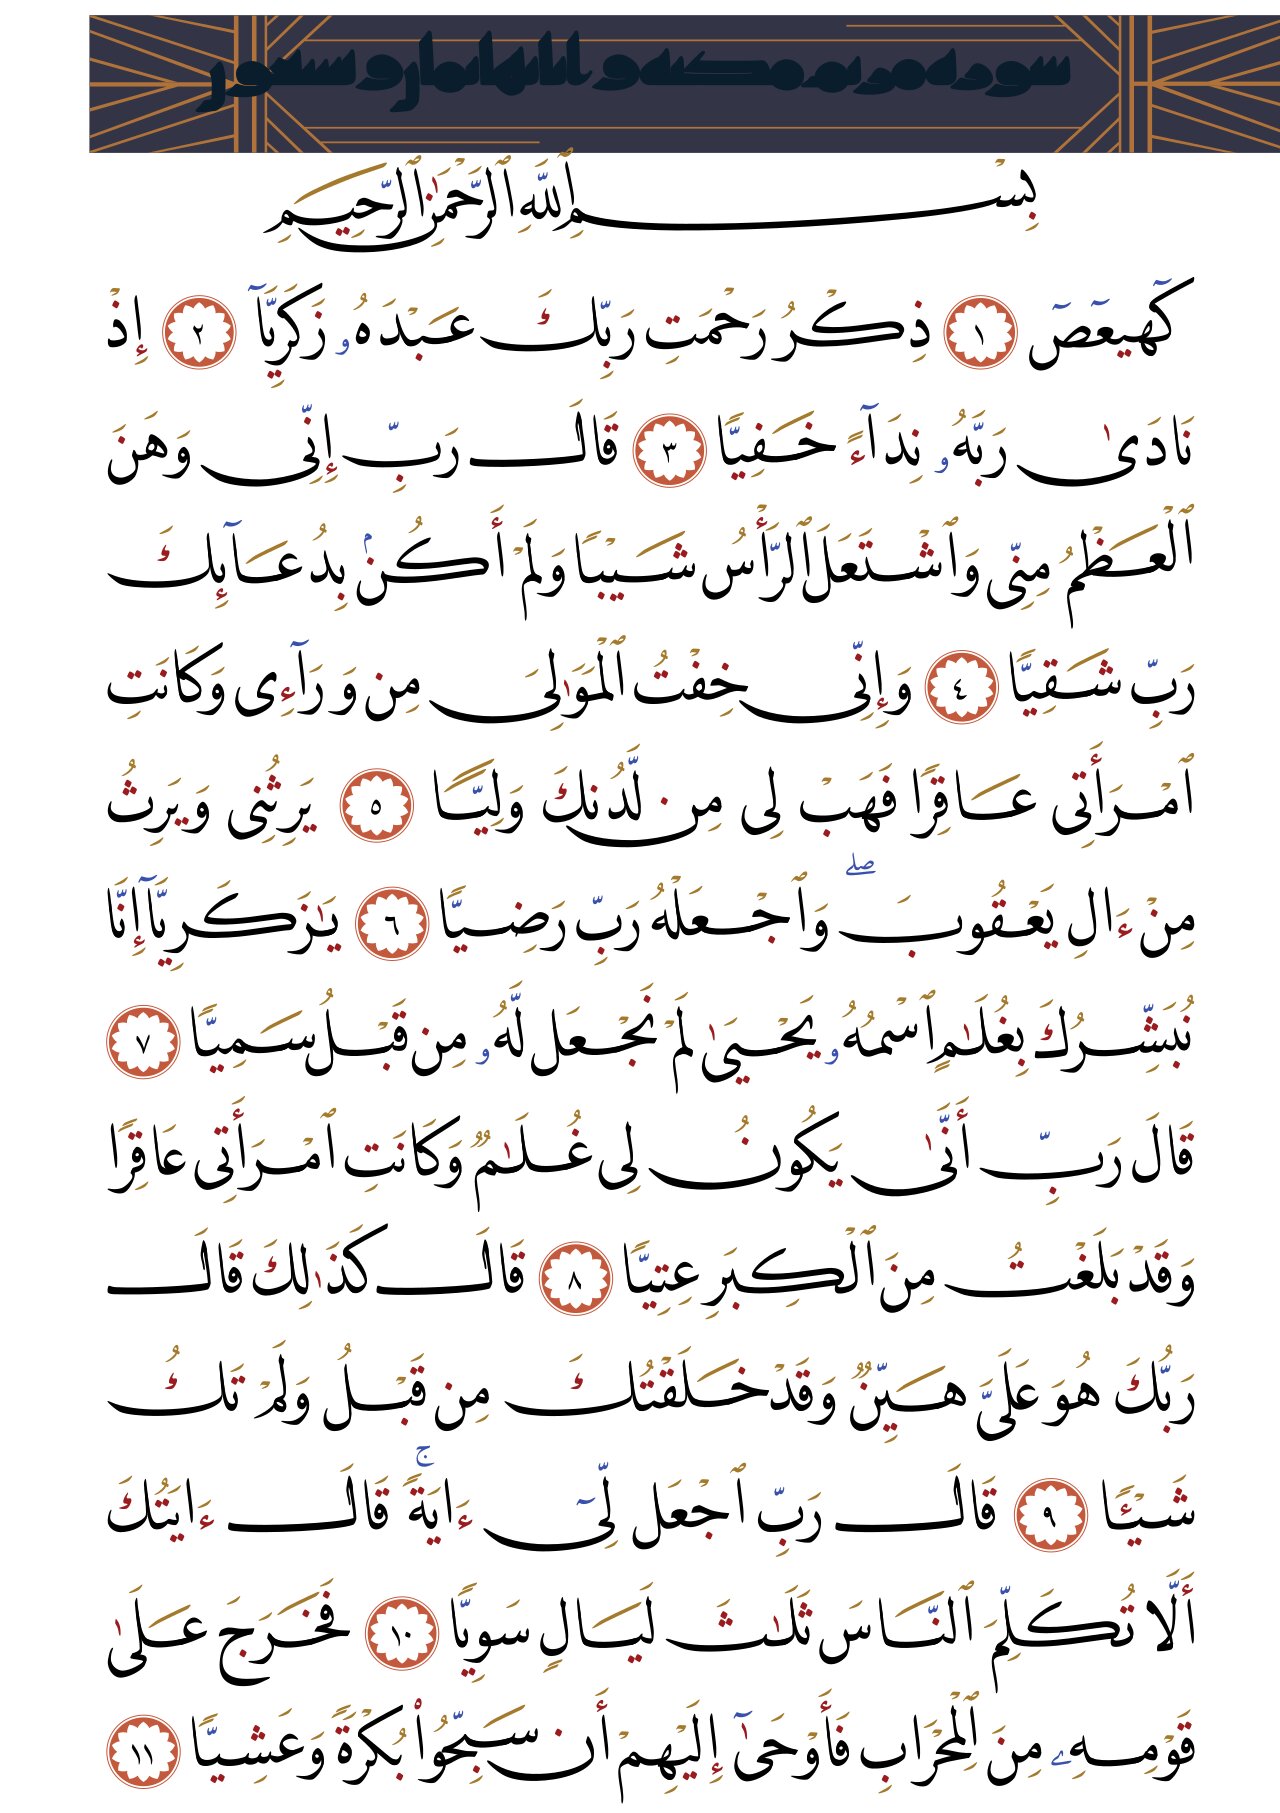 سورة مريم مكية و اياتها ثمان و تسعون
بِسْمِ ٱللَّهِ ٱلرَّحْمَٰنِ ٱلرَّحِيمِ
كٓهيعٓصٓ ١ ذِكْرُ رَحْمَتِ رَبِّكَ عَبْدَهُۥ زَكَرِيَّآ ٢ إِذْ
نَادَىٰ رَبَّهُۥ نِدَآءً خَفِيًّا ٣ قَالَ رَبِّ إِنِّى وَهَنَ
ٱلْعَظْمُ مِنِّى وَٱشْتَعَلَ ٱلرَّأْسُ شَيْبًا وَلَمْ أَكُنۢ بِدُعَآئِكَ
رَبِّ شَقِيًّا ٤ وَإِنِّى خِفْتُ ٱلْمَوَٰلِىَ مِن وَرَآءِى وَكَانَتِ
ٱمْرَأَتِى عَاقِرًا فَهَبْ لِى مِن لَّدُنكَ وَلِيًّا ٥ يَرِثُنِى وَيَرِثُ
مِنْ ءَالِ يَعْقُوبَ ۖ وَٱجْعَلْهُ رَبِّ رَضِيًّا ٦ يَٰزَكَرِيَّآ إِنَّا
نُبَشِّرُكَ بِغُلَٰمٍ ٱسْمُهُۥ يَحْيَىٰ لَمْ نَجْعَل لَّهُۥ مِن قَبْلُ سَمِيًّا ٧
قَالَ رَبِّ أَنَّىٰ يَكُونُ لِى غُلَٰمٌ وَكَانَتِ ٱمْرَأَتِى عَاقِرًا
وَقَدْ بَلَغْتُ مِنَ ٱلْكِبَرِ عِتِيًّا ٨ قَالَ كَذَٰلِكَ قَالَ
رَبُّكَ هُوَ عَلَىَّ هَيِّنٌ وَقَدْ خَلَقْتُكَ مِن قَبْلُ وَلَمْ تَكُ
شَيْـًٔا ٩ قَالَ رَبِّ ٱجْعَل لِّىٓ ءَايَةً ۚ قَالَ ءَايَتُكَ
أَلَّا تُكَلِّمَ ٱلنَّاسَ ثَلَٰثَ لَيَالٍ سَوِيًّا ١٠ فَخَرَجَ عَلَىٰ
قَوْمِهِۦ مِنَ ٱلْمِحْرَابِ فَأَوْحَىٰٓ إِلَيْهِمْ أَن سَبِّحُوا۟ بُكْرَةً وَعَشِيًّا ١١